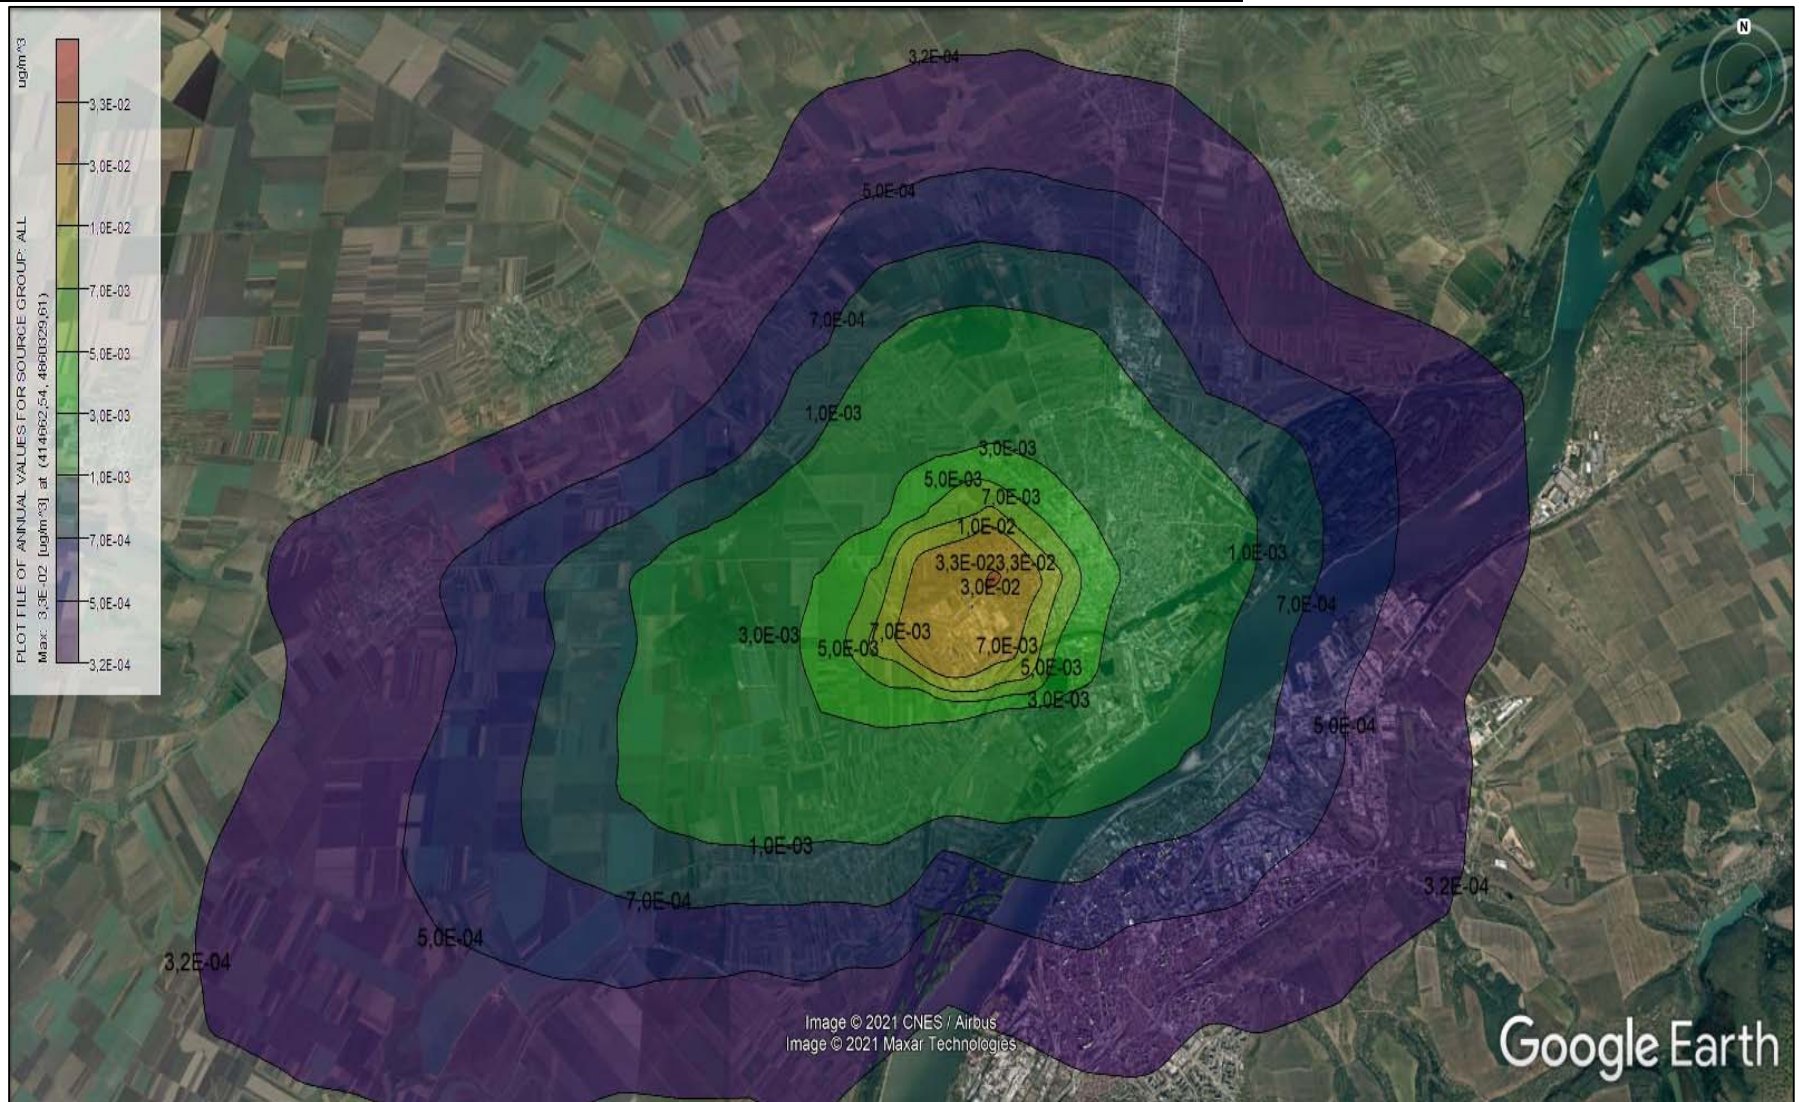 PLOT FILE OF ANNUAL VALUES FOR SOURCE GROUP: ALL
ug/m^3
Max: 3,3E-02 [ug/m^3] at (414662,54, 4860329,61)
3,3E-02
3,0E-02
1,0E-02
7,0E-03
5,0E-03
3,0E-03
1,0E-03
7,0E-04
5,0E-04
3,2E-04
N
3,2E-04
5,0E-04
7,0E-04
1,0E-03
3,0E-03
5,0E-03
7,0E-03
1,0E-02
3,3E-023,3E-02
1,0E-03
3,0E-02
7,0E-04
7,0E-03
3,0E-03
5,0E-03
7,0E-03
5,0E-03
3,0E-03
5,0E-04
1,0E-03
3,2E-04
7,0E-04
5,0E-04
3,2E-04
Image © 2021 CNES / Airbus
Image © 2021 Maxar Technologies
Google Earth